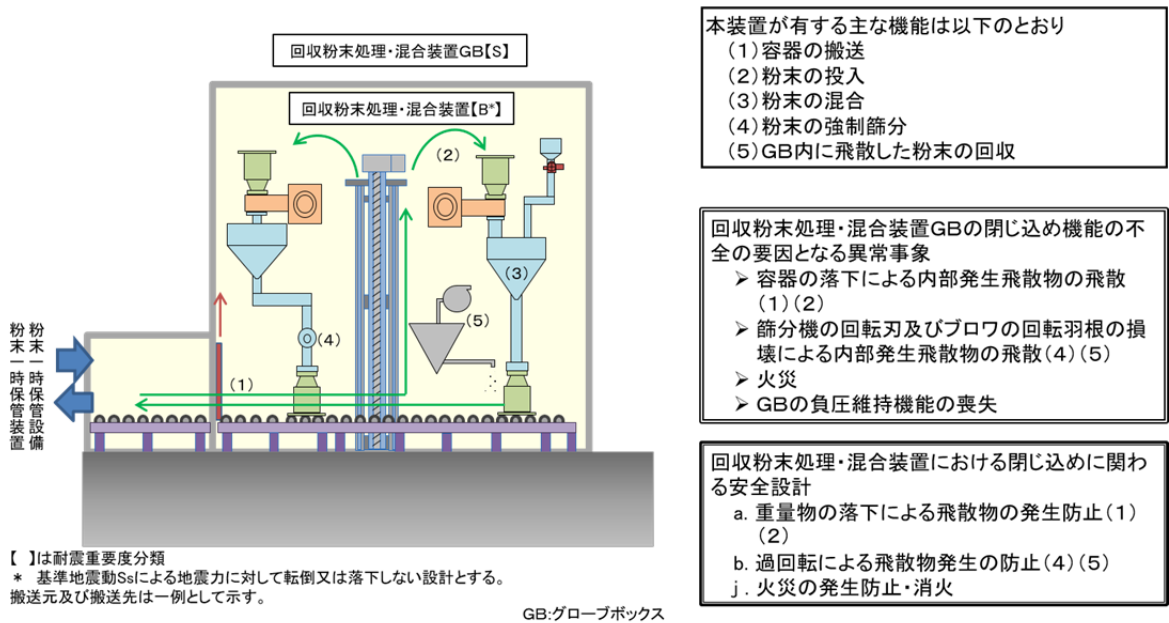 回収粉末処理・混合装置GB【S】
回収粉末処理・混合装置【B*】
(2)
(3)
(4)
(5)
(1)
粉末一時保管設備
粉末一時保管装置
【 】は耐震重要度分類
* 基準地震動Ssによる地震力に対して転倒又は落下しない設計とする。
搬送元及び搬送先は一例として示す。
GB:グローブボックス
本装置が有する主な機能は以下のとおり
(1)容器の搬送
(2)粉末の投入
(3)粉末の混合
(4)粉末の強制篩分
(5)GB内に飛散した粉末の回収
回収粉末処理・混合装置GBの閉じ込め機能の不
全の要因となる異常事象
➢ 容器の落下による内部発生飛散物の飛散
(1)(2)
➢ 篩分機の回転刃及びブロワの回転羽根の損
壊による内部発生飛散物の飛散(4)(5)
➢ 火災
➢ GBの負圧維持機能の喪失
回収粉末処理・混合装置における閉じ込めに関わ
る安全設計
a. 重量物の落下による飛散物の発生防止(1)
(2)
b. 過回転による飛散物発生の防止(4)(5)
j. 火災の発生防止・消火